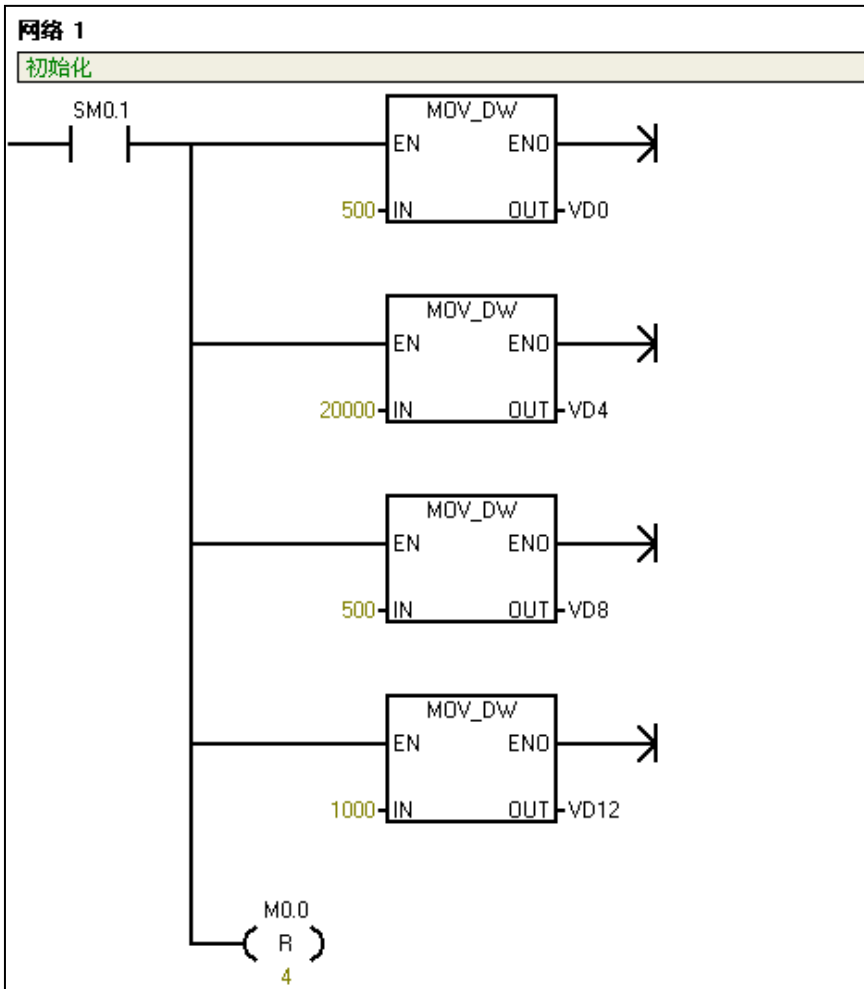 网络 1
初始化
SM0.1
MOV_DW
EN ENO
500 IN OUT VD0
MOV_DW
EN ENO
20000 IN OUT VD4
MOV_DW
EN ENO
500 IN OUT VD8
MOV_DW
EN ENO
1000 IN OUT VD12
M0.0
R
4